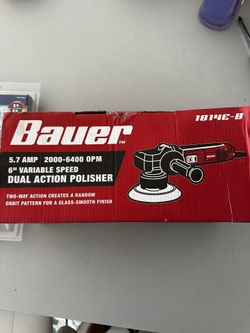 Bauer™
1814E-B
5.7 AMP 2000-6400 OPM
6" VARIABLE SPEED
DUAL ACTION POLISHER
TWO-WAY ACTION CREATES A RANDOM
ORBIT PATTERN FOR A GLASS-SMOOTH FINISH